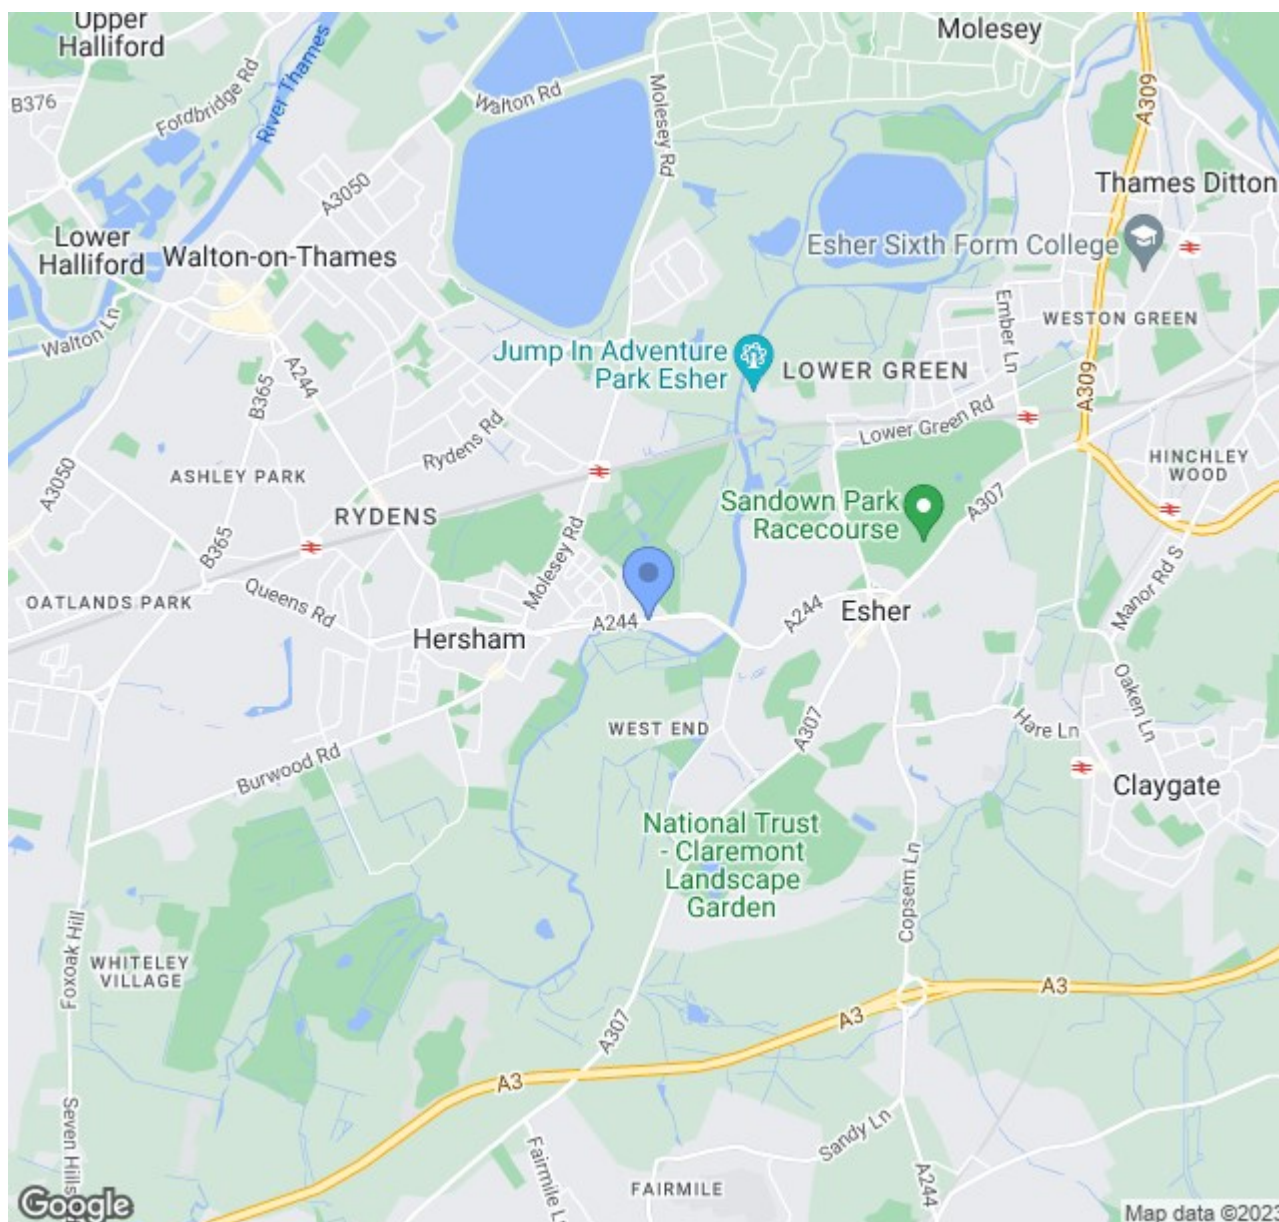 Upper
Halliford
Molesey
B376
Fordbridge Rd
River Thames
Walton Rd
Molesey Rd
A309
A3050
Thames Ditton
Lower
Halliford
Walton-on-Thames
Esher Sixth Form College
Walton Ln
Ember Ln
WESTON GREEN
Jump In Adventure
Park Esher
LOWER GREEN
B365
A244
A309
Rydens Rd
Lower Green Rd
A3050
ASHLEY PARK
HINCHLEY
WOOD
RYDENS
Sandown Park
Racecourse
A307
B365
Molesey Rd
OATLANDS PARK
Queens Rd
Manor Rd S
A244
A244
Esher
Hersham
Oaken Ln
WEST END
A307
Hare Ln
Burwood Rd
Claygate
National Trust
- Claremont
Landscape
Garden
Copsem Ln
Foxoak Hill
WHITELEY
VILLAGE
A3
A3
A307
A3
Seven Hills
Sandy Ln
Fairmile L
A244
FAIRMILE
Google
Map data ©2023